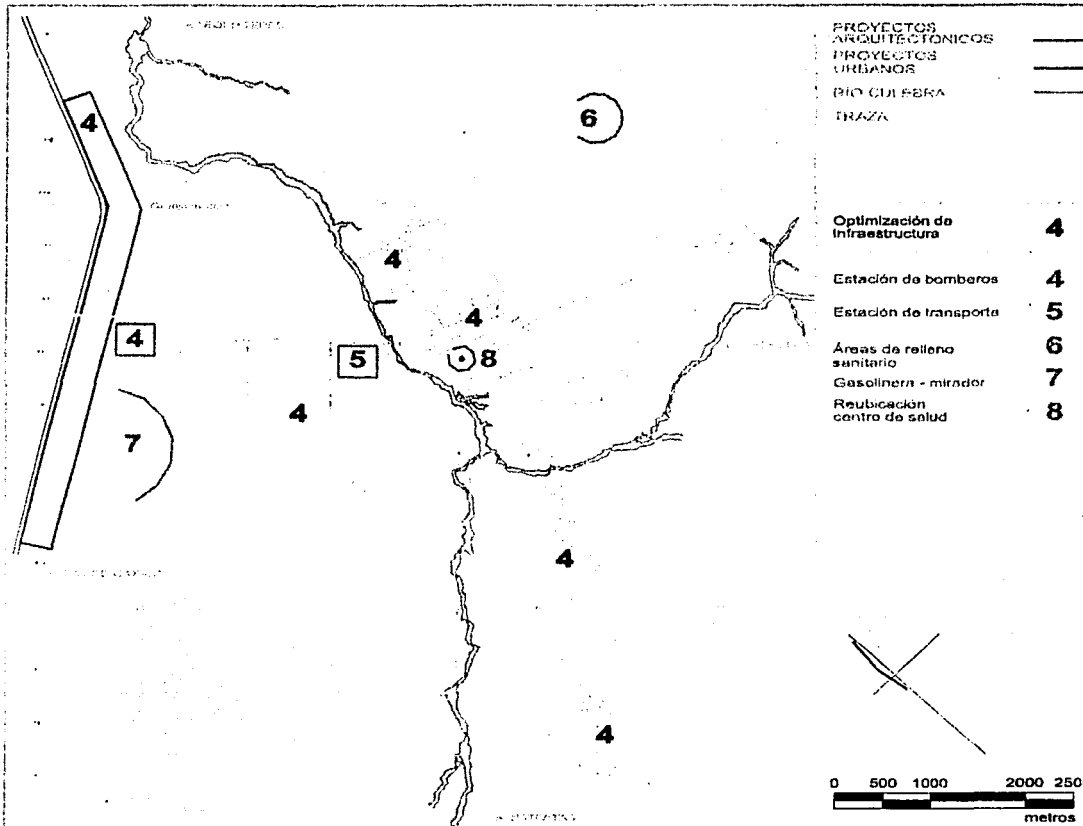 PROYECTOS
ARQUITECTONICOS
PROYECTOS
URBANOS
RIO CULEBRA
TRAZA
6
4
Optimización de
infraestructura 4
4
Estación de bomberos 4
4
Estación de transporte 5
4
5
8
Áreas de relleno
sanitario 6
Gasolinera - mirador 7
Reubicación
centro de salud 8
4
7
4
4
0 500 1000 2000 250
metros